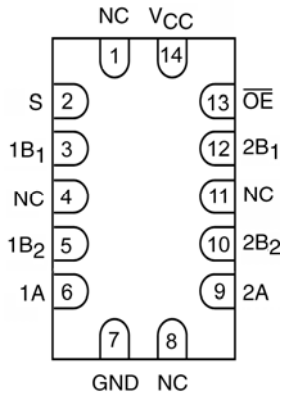 NC VCC
1 14
S 2 13 OE
1B1 3 12 2B1
NC 4 11 NC
1B2 5 10 2B2
1A 6 9 2A
7 8
GND NC